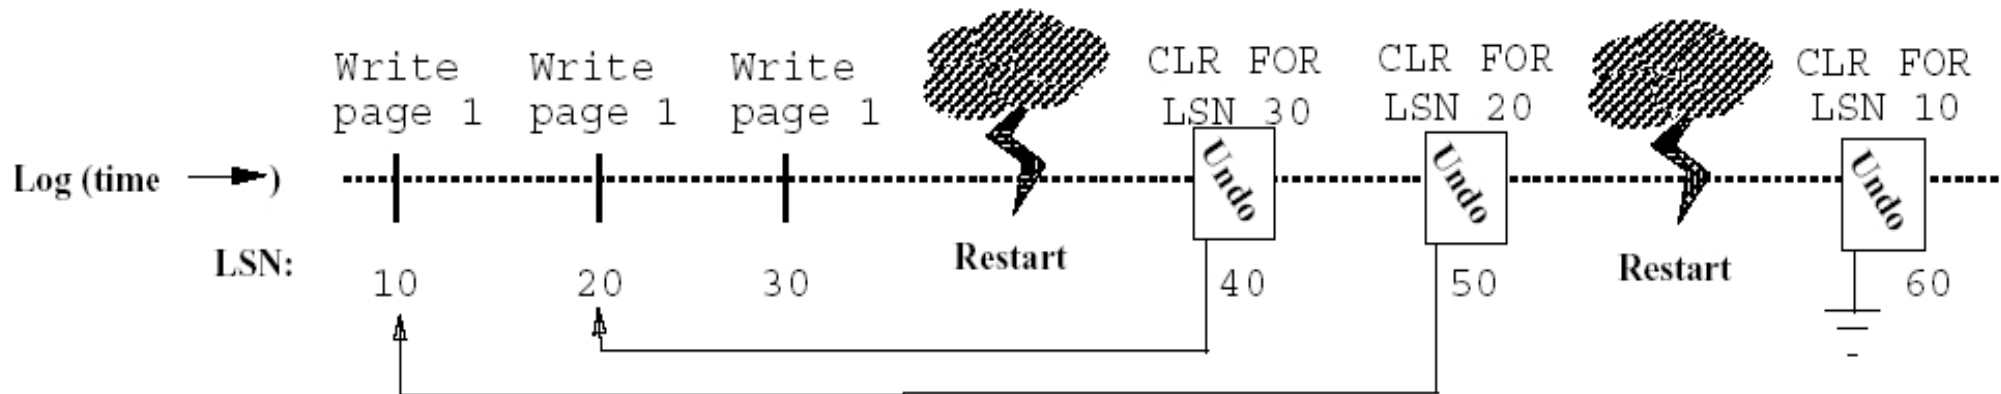 Write page 1
Write page 1
Write page 1
CLR FOR LSN 30
CLR FOR LSN 20
CLR FOR LSN 10
Log (time )
Undo
Undo
Undo
LSN:
10
20
30
Restart
40
50
Restart
60